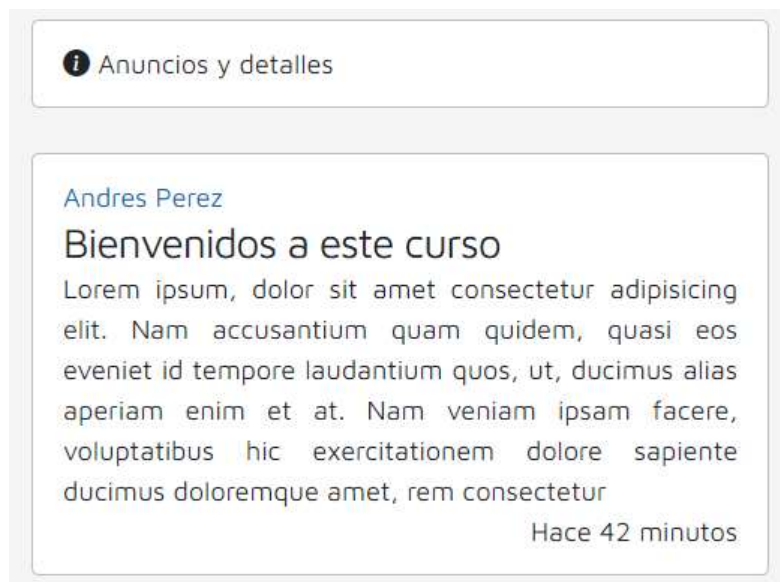 Anuncios y detalles
Andres Perez
Bienvenidos a este curso
Lorem ipsum, dolor sit amet consectetur adipisicing
elit. Nam accusantium quam quidem, quasi eos
eveniet id tempore laudantium quos, ut, ducimus alias
aperiam enim et at. Nam veniam ipsam facere,
voluptatibus hic exercitationem dolore sapiente
ducimus doloremque amet, rem consectetur
Hace 42 minutos